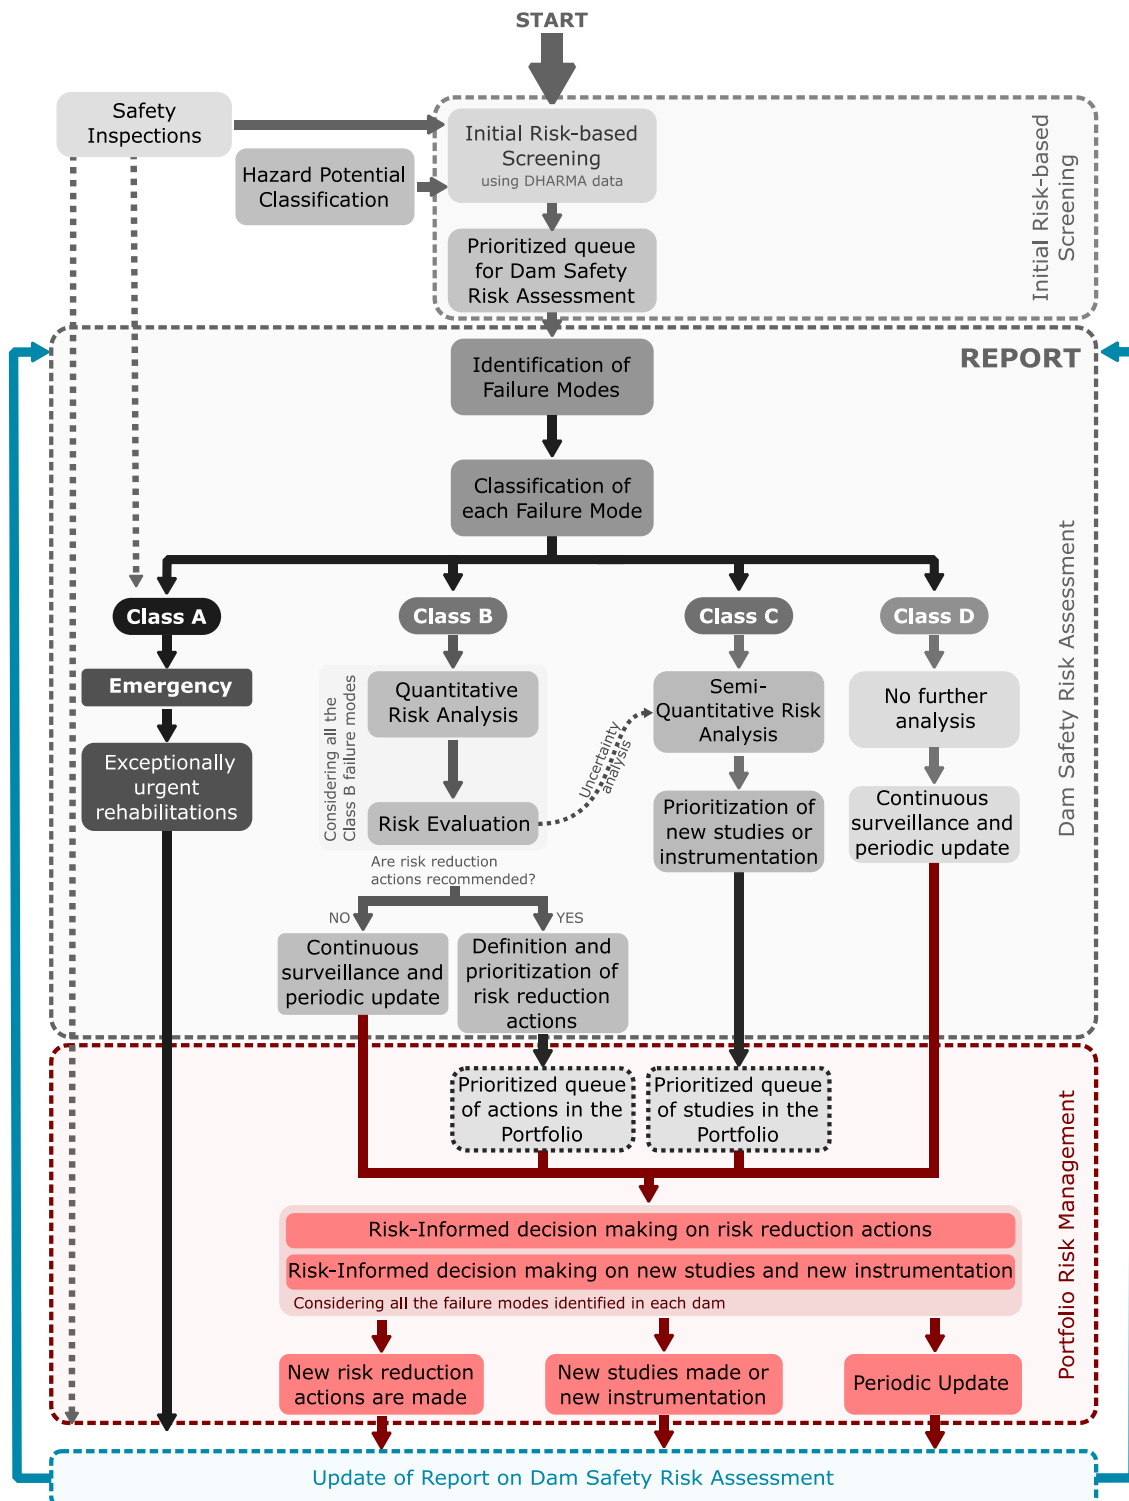 START
Safety
Inspections
Initial Risk-based
Screening
using DHARMA data
Hazard Potential
Classification
Prioritized queue
for Dam Safety
Risk Assessment
Initial Risk-based
Screening
REPORT
Identification of
Failure Modes
Classification of
each Failure Mode
Dam Safety Risk Assessment
Class A
Class B
Class C
Class D
Emergency
Exceptionally
urgent
rehabilitations
Considering all the
Class B failure modes
Quantitative
Risk Analysis
Risk Evaluation
Uncertainty
analysis
Semi-
Quantitative Risk
Analysis
Prioritization of
new studies or
instrumentation
No further
analysis
Continuous
surveillance and
periodic update
Are risk reduction
actions recommended?
NO
YES
Continuous
surveillance and
periodic update
Definition and
prioritization of
risk reduction
actions
Prioritized queue
of actions in the
Portfolio
Prioritized queue
of studies in the
Portfolio
Portfolio Risk Management
Risk-Informed decision making on risk reduction actions
Risk-Informed decision making on new studies and new instrumentation
Considering all the failure modes identified in each dam
New risk reduction
actions are made
New studies made or
new instrumentation
Periodic Update
Update of Report on Dam Safety Risk Assessment